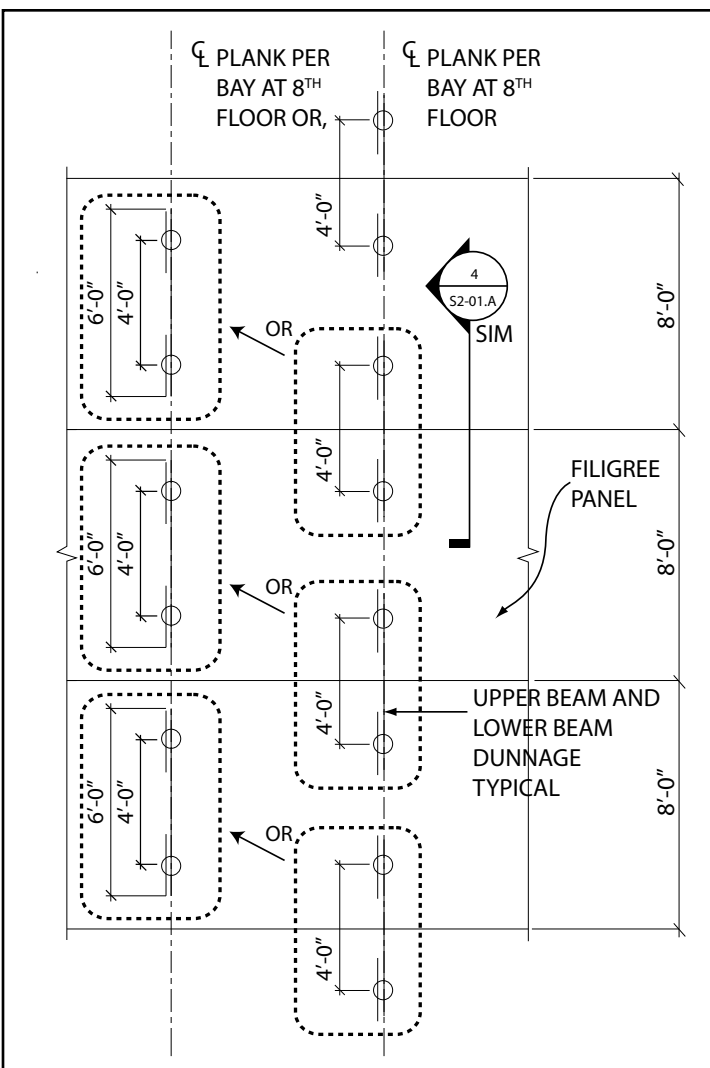 ℄ PLANK PER
BAY AT 8TH
FLOOR OR,
℄ PLANK PER
BAY AT 8TH
FLOOR
4'-0"
6'-0"
4'-0"
4
S2-01.A
SIM
8'-0"
OR
4'-0"
FILIGREE
PANEL
6'-0"
4'-0"
OR
8'-0"
4'-0"
UPPER BEAM AND
LOWER BEAM
DUNNAGE
TYPICAL
6'-0"
4'-0"
OR
8'-0"
4'-0"